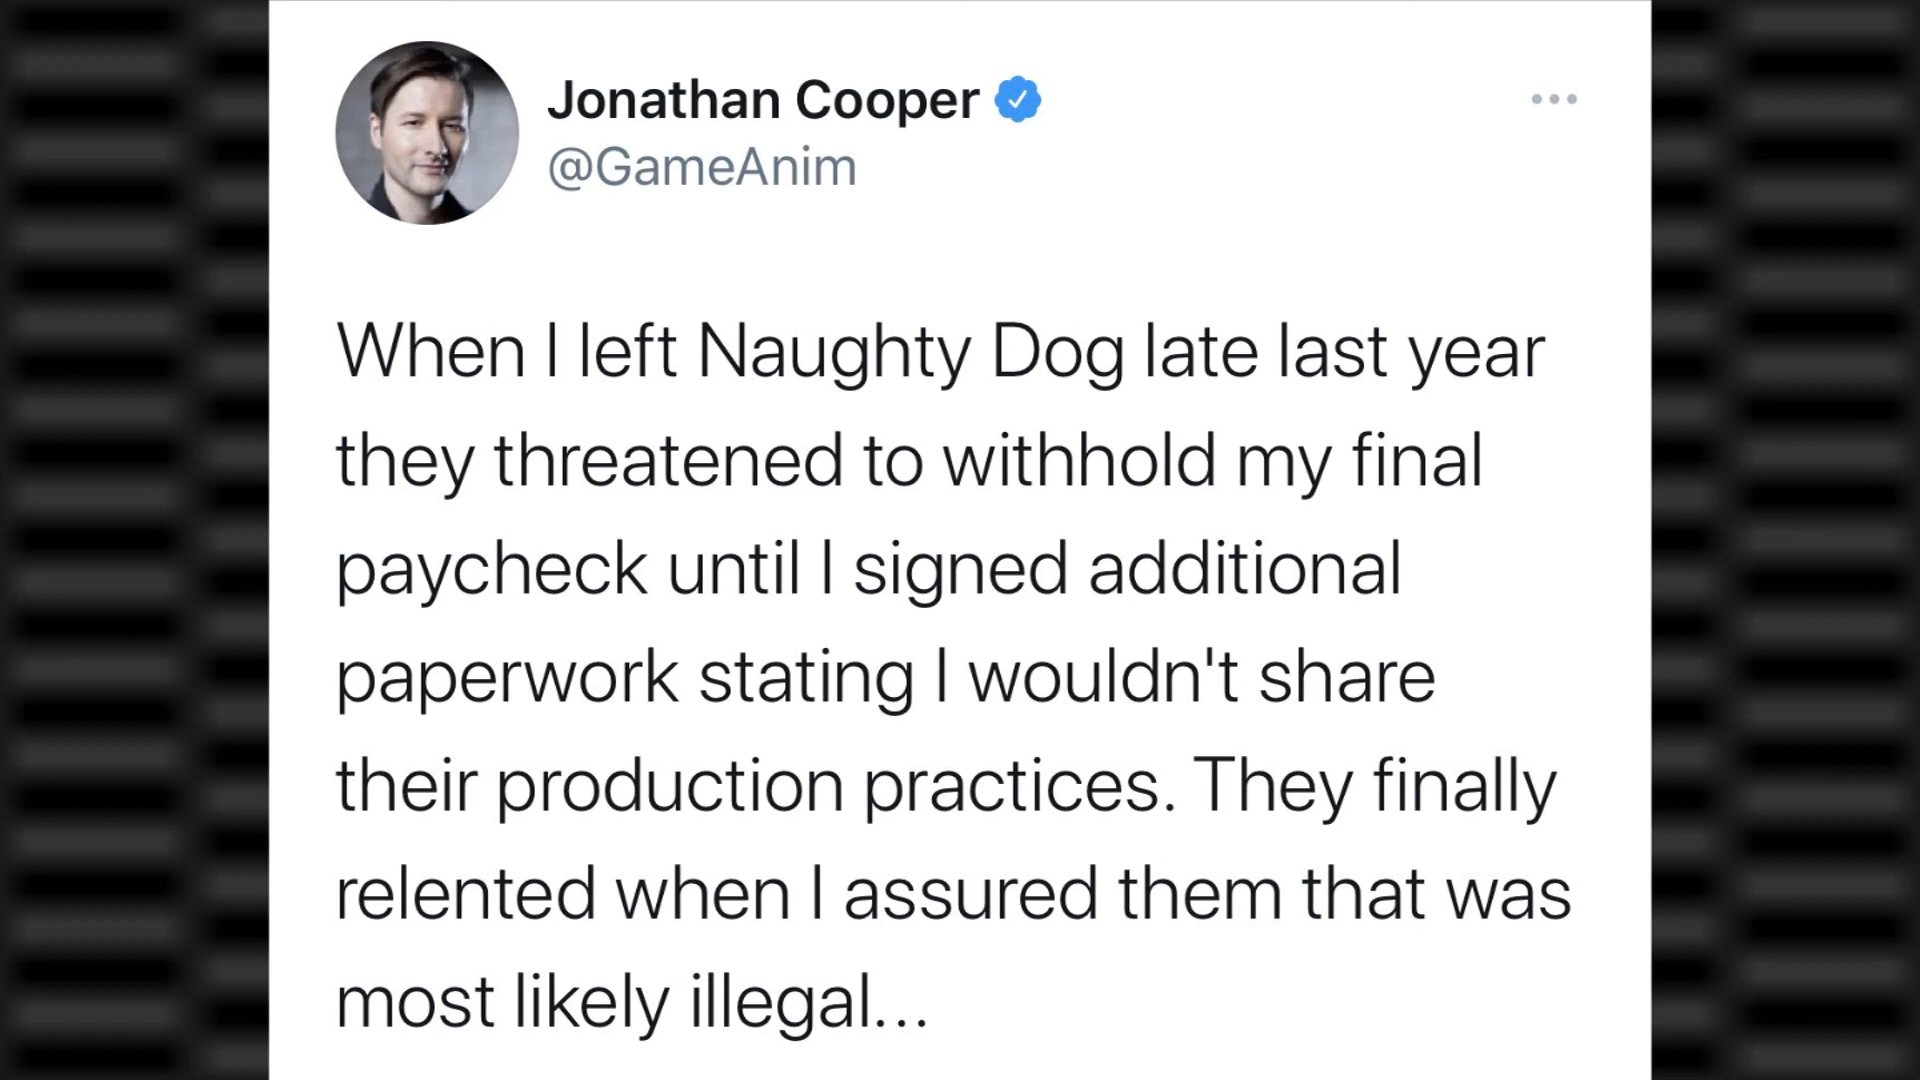 Jonathan Cooper
@GameAnim
When I left Naughty Dog late last year
they threatened to withhold my final
paycheck until I signed additional
paperwork stating I wouldn't share
their production practices. They finally
relented when I assured them that was
most likely illegal...